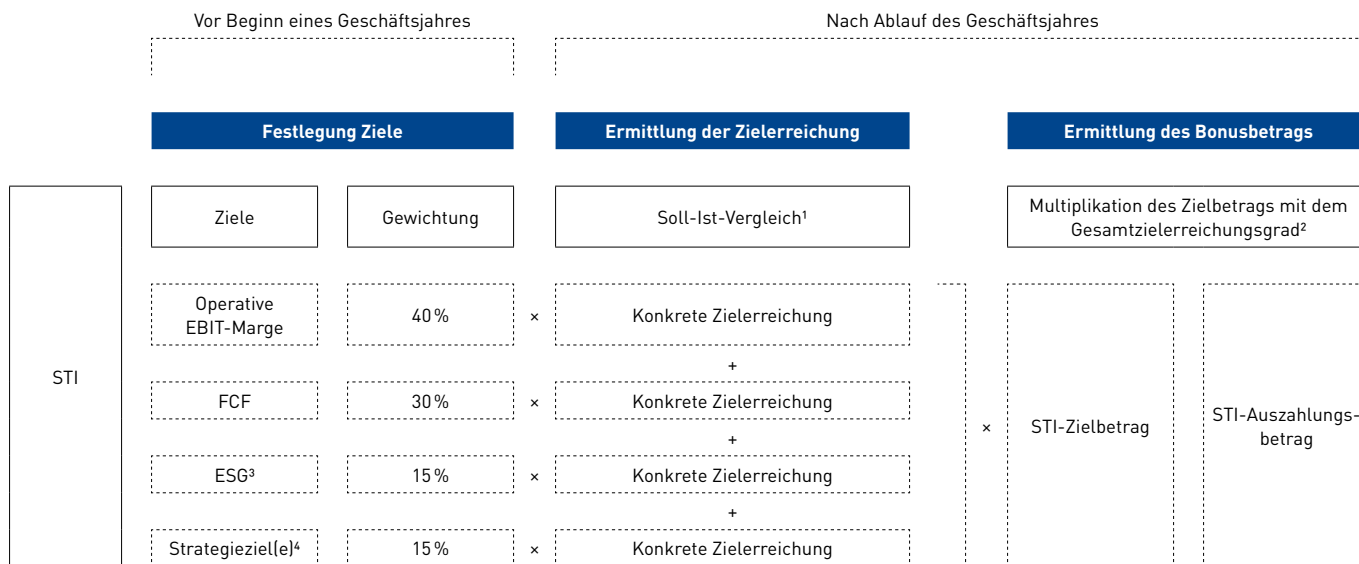 Vor Beginn eines Geschäftsjahres
Nach Ablauf des Geschäftsjahres
Festlegung Ziele
Ermittlung der Zielerreichung
Ermittlung des Bonusbetrags
Ziele
Gewichtung
Soll-Ist-Vergleich¹
Multiplikation des Zielbetrags mit dem
Gesamtzielerreichungsgrad²
STI
Operative
EBIT-Marge
40 %
×
Konkrete Zielerreichung
+
FCF
30 %
×
Konkrete Zielerreichung
+
ESG³
15 %
×
Konkrete Zielerreichung
+
Strategieziel(e)⁴
15 %
×
Konkrete Zielerreichung
×
STI-Zielbetrag
STI-Auszahlungs-
betrag